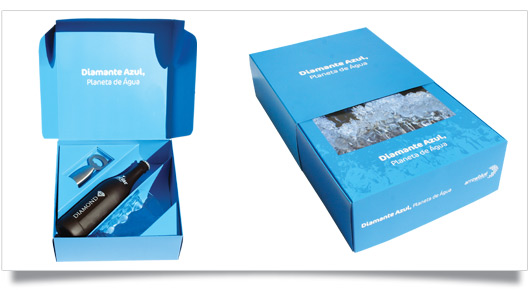 Diamante Azul,
Planeta de Água
DIAMOND
Diamante Azul,
Planeta de Água
Diamante Azul,
Planeta de Água
Diamante Azul, Planeta de Água